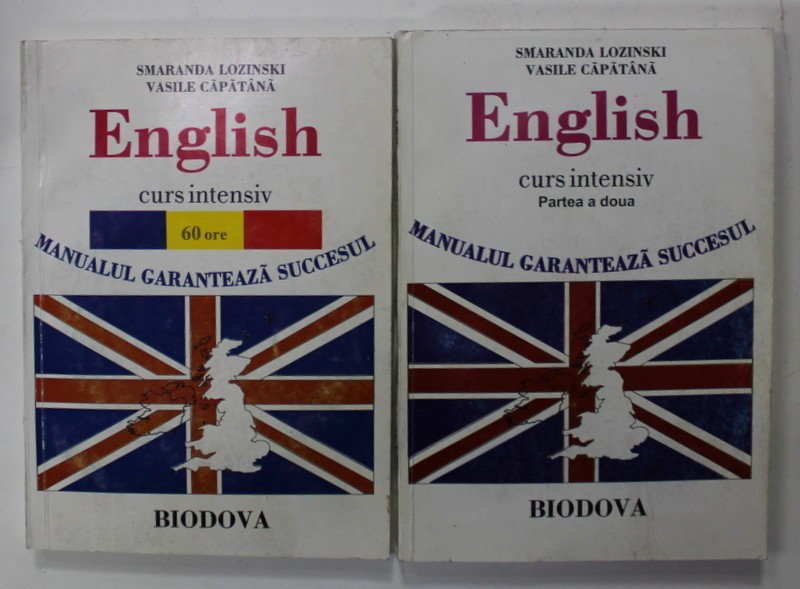 SMARANDA LOZINSKI
VASILE CĂPĂTÂNĂ
English
curs intensiv
60 ore
MANUALUL GARANTEAZĂ SUCCESUL
BIODOVA
SMARANDA LOZINSKI
VASILE CĂPĂTÂNĂ
English
curs intensiv
Partea a doua
MANUALUL GARANTEAZĂ SUCCESUL
BIODOVA